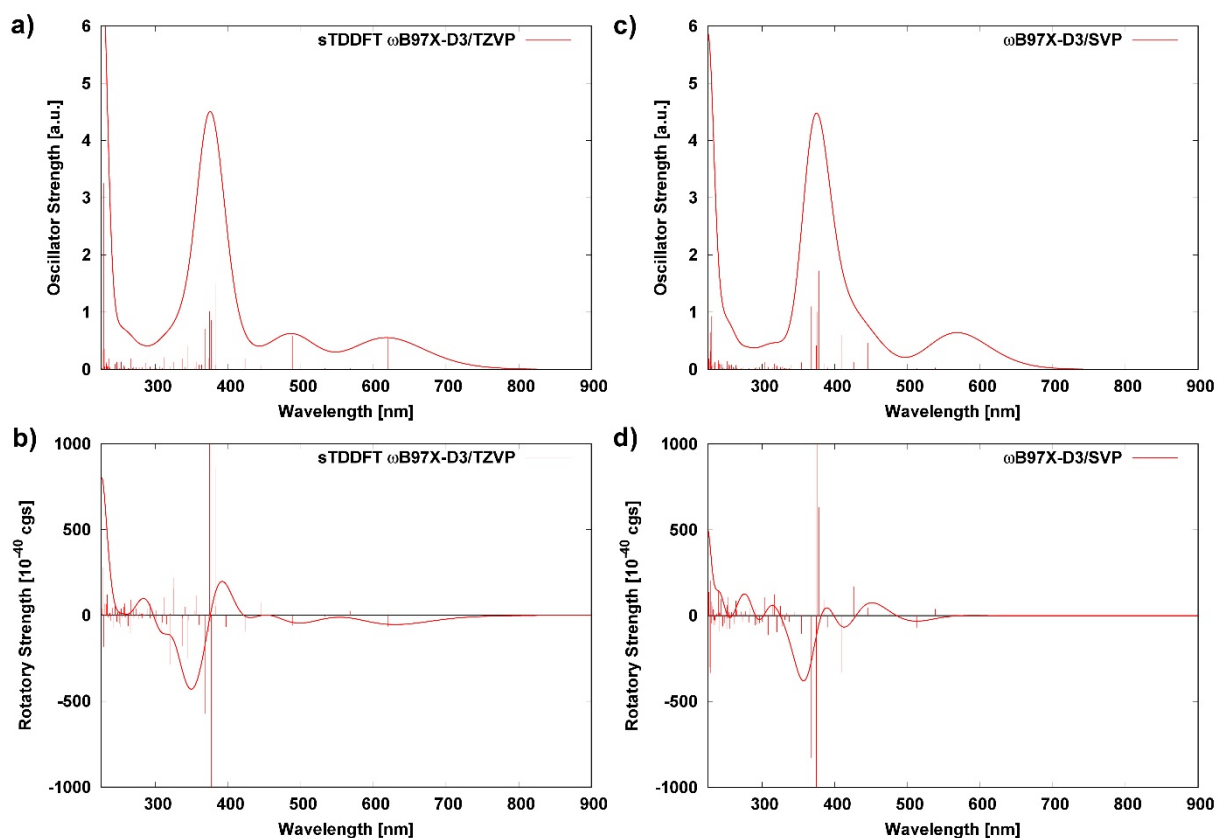 a)
sTDDFT ωB97X-D3/TZVP
Oscillator Strength [a.u.]
6
5
4
3
2
1
0
300 400 500 600 700 800 900
Wavelength [nm]
c)
ωB97X-D3/SVP
Oscillator Strength [a.u.]
6
5
4
3
2
1
0
300 400 500 600 700 800 900
Wavelength [nm]
b)
sTDDFT ωB97X-D3/TZVP
Rotatory Strength [10⁻⁴⁰ cgs]
1000
500
0
-500
-1000
300 400 500 600 700 800 900
Wavelength [nm]
d)
ωB97X-D3/SVP
Rotatory Strength [10⁻⁴⁰ cgs]
1000
500
0
-500
-1000
300 400 500 600 700 800 900
Wavelength [nm]